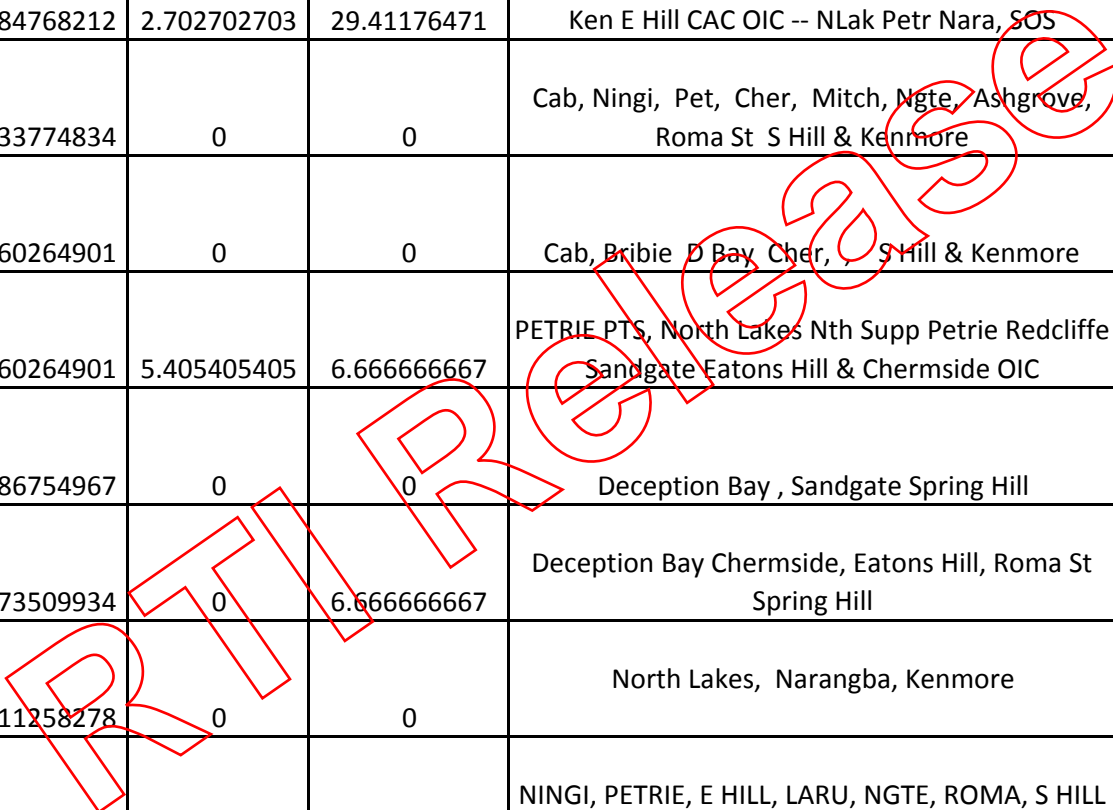 84768212 2.702702703 29.41176471 Ken E Hill CAC OIC -- NLak Petr Nara, SOS
Cab, Ningi, Pet, Cher, Mitch, Ngte, Ashgrove,
33774834 0 0 Roma St S Hill & Kenmore
60264901 0 0 Cab, Bribie D Bay Cher, , S Hill & Kenmore
PETRIE PTS, North Lakes Nth Supp Petrie Redcliffe
60264901 5.405405405 6.666666667 Sandgate Eatons Hill & Chermside OIC
86754967 0 0 Deception Bay , Sandgate Spring Hill
Deception Bay Chermside, Eatons Hill, Roma St
73509934 0 6.666666667 Spring Hill
North Lakes, Narangba, Kenmore
11258278 0 0
NINGI, PETRIE, E HILL, LARU, NGTE, ROMA, S HILL
RTI Release